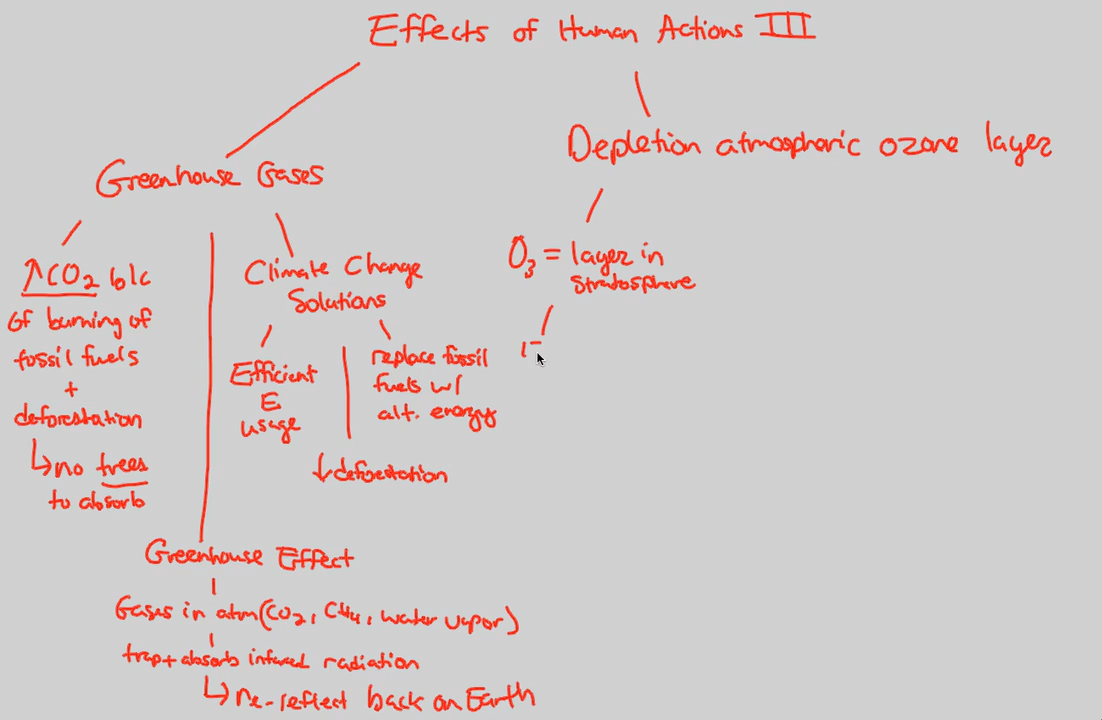 Effects of Human Actions III
Greenhouse Gases
↑CO2 b/c
of burning of
fossil fuels
+
deforestation
↳no trees
to absorb
Climate Change
Solutions
Efficient
E
usage
replace fossil
fuels w/
alt. energy
↓deforestation
Greenhouse Effect
Gases in atm(CO2, CH4, water vapor)
trap+absorb infrared radiation
↳re-reflect back on Earth
Depletion atmospheric ozone layer
O3 = layer in
Stratosphere